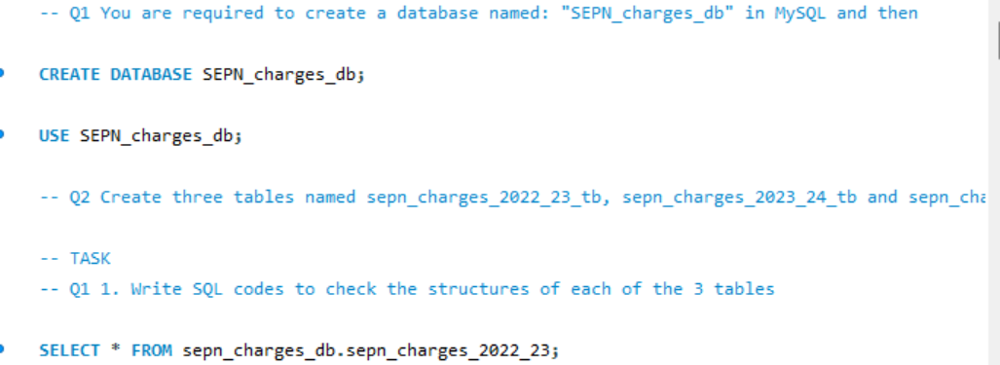 -- Q1 You are required to create a database named: "SEPN_charges_db" in MySQL and then
CREATE DATABASE SEPN_charges_db;
USE SEPN_charges_db;
-- Q2 Create three tables named sepn_charges_2022_23_tb, sepn_charges_2023_24_tb and sepn_cha
-- TASK
-- Q1 1. Write SQL codes to check the structures of each of the 3 tables
SELECT * FROM sepn_charges_db.sepn_charges_2022_23;